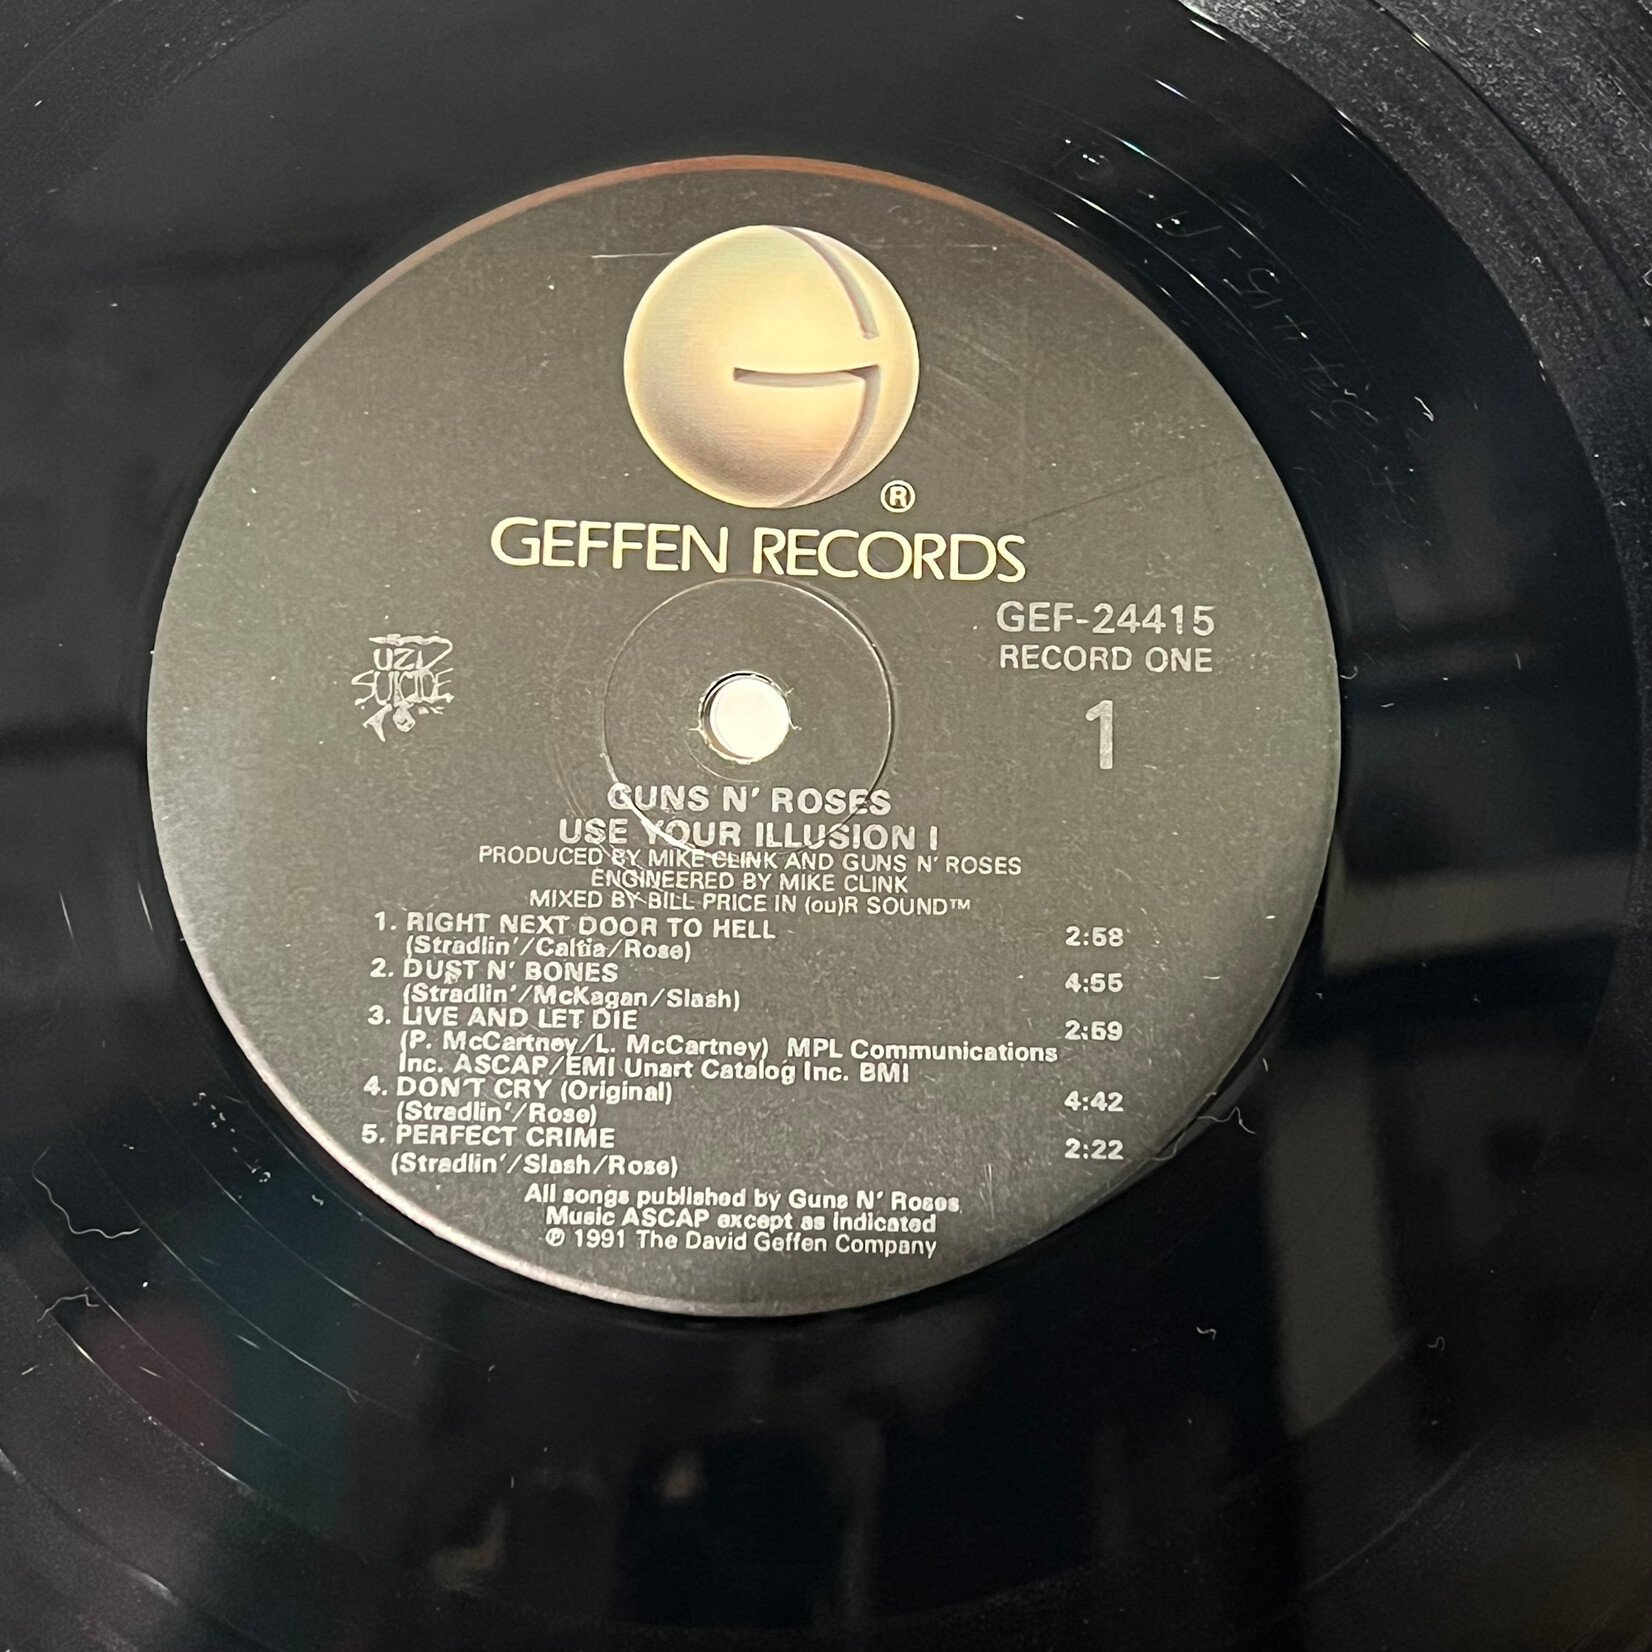 ®
GEFFEN RECORDS
GEF-24415
RECORD ONE
UZI
SUICIDE
1
GUNS N' ROSES
USE YOUR ILLUSION I
PRODUCED BY MIKE CLINK AND GUNS N' ROSES
ENGINEERED BY MIKE CLINK
MIXED BY BILL PRICE IN (ou)R SOUND™
1. RIGHT NEXT DOOR TO HELL 2:58
(Stradlin'/Caltia/Rose)
2. DUST N' BONES 4:55
(Stradlin'/McKagan/Slash)
3. LIVE AND LET DIE 2:59
(P. McCartney/L. McCartney) MPL Communications
Inc. ASCAP/EMI Unart Catalog Inc. BMI
4. DON'T CRY (Original) 4:42
(Stradlin'/Rose)
5. PERFECT CRIME 2:22
(Stradlin'/Slash/Rose)
All songs published by Guns N' Roses
Music ASCAP except as indicated
℗ 1991 The David Geffen Company